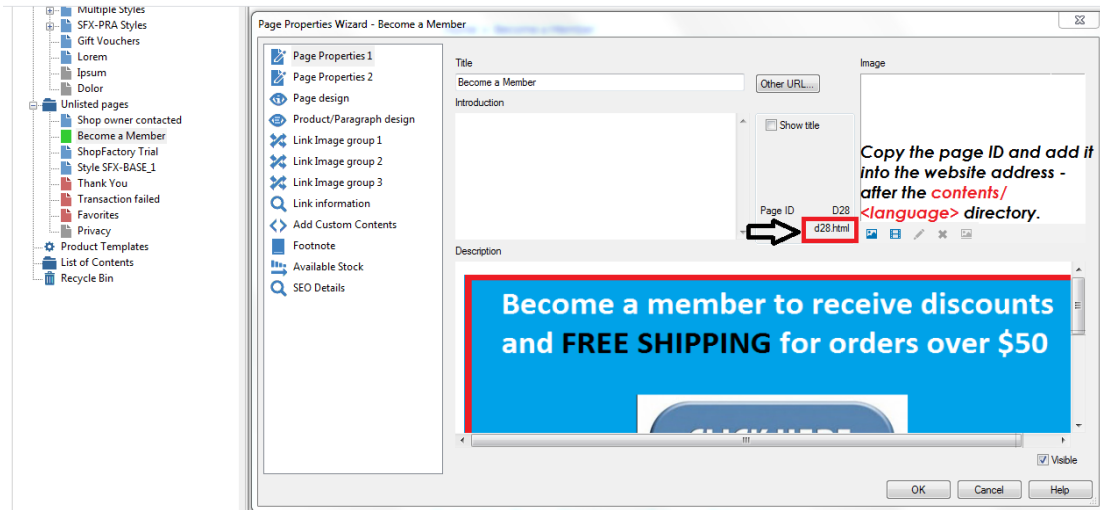 Multiple Styles
SFX-PRA Styles
Gift Vouchers
Lorem
Ipsum
Dolor
Unlisted pages
Shop owner contacted
Become a Member
ShopFactory Trial
Style SFX-BASE_1
Thank You
Transaction failed
Favorites
Privacy
Product Templates
List of Contents
Recycle Bin
Page Properties Wizard - Become a Member
Page Properties 1
Page Properties 2
Page design
Product/Paragraph design
Link Image group 1
Link Image group 2
Link Image group 3
Link information
Add Custom Contents
Footnote
Available Stock
SEO Details
Title
Become a Member
Other URL...
Introduction
Show title
Page ID D28
d28.html
Image
Copy the page ID and add it
into the website address -
after the contents/
<language> directory.
Description
Become a member to receive discounts
and FREE SHIPPING for orders over $50
CLICK HERE
Visible
OK
Cancel
Help